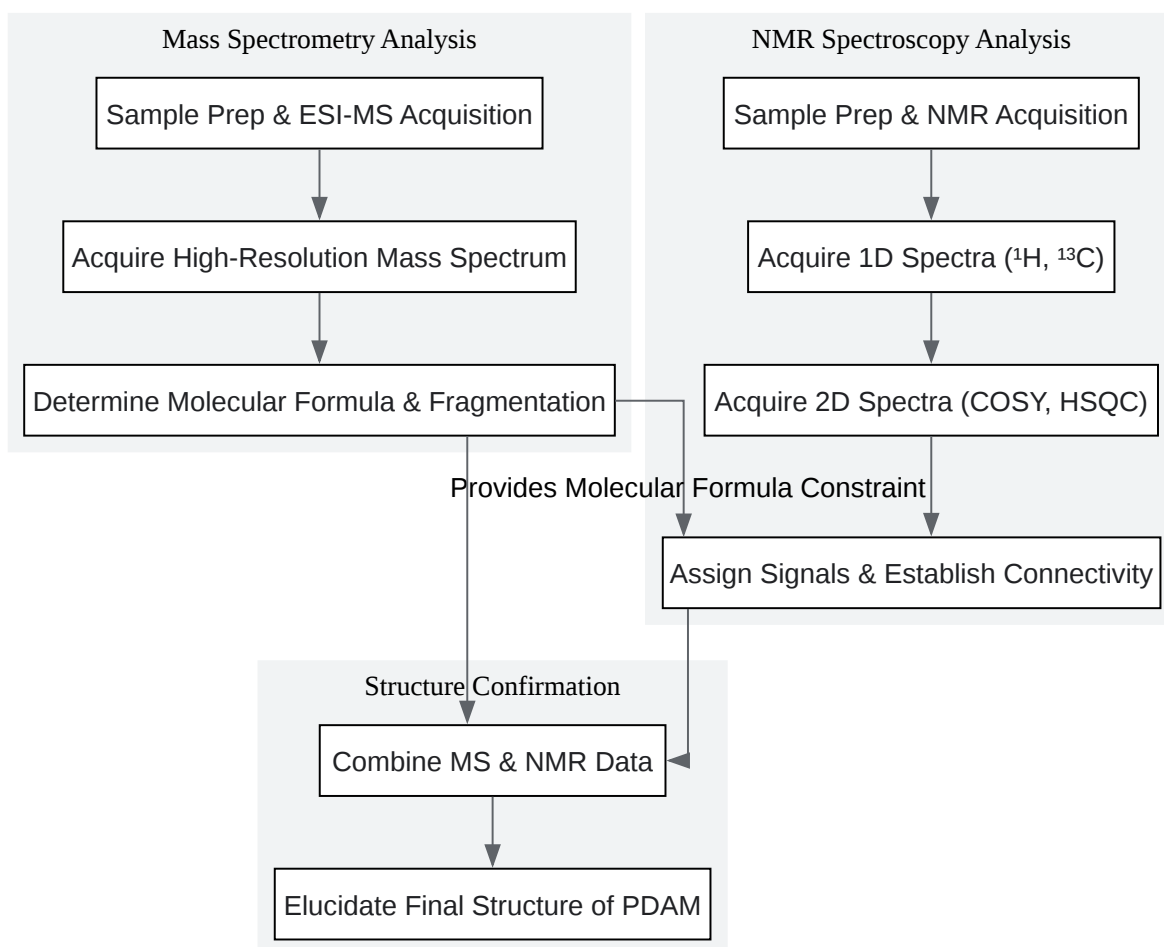 Mass Spectrometry Analysis
Sample Prep & ESI-MS Acquisition
Acquire High-Resolution Mass Spectrum
Determine Molecular Formula & Fragmentation
NMR Spectroscopy Analysis
Sample Prep & NMR Acquisition
Acquire 1D Spectra (¹H, ¹³C)
Acquire 2D Spectra (COSY, HSQC)
Provides Molecular Formula Constraint
Assign Signals & Establish Connectivity
Structure Confirmation
Combine MS & NMR Data
Elucidate Final Structure of PDAM